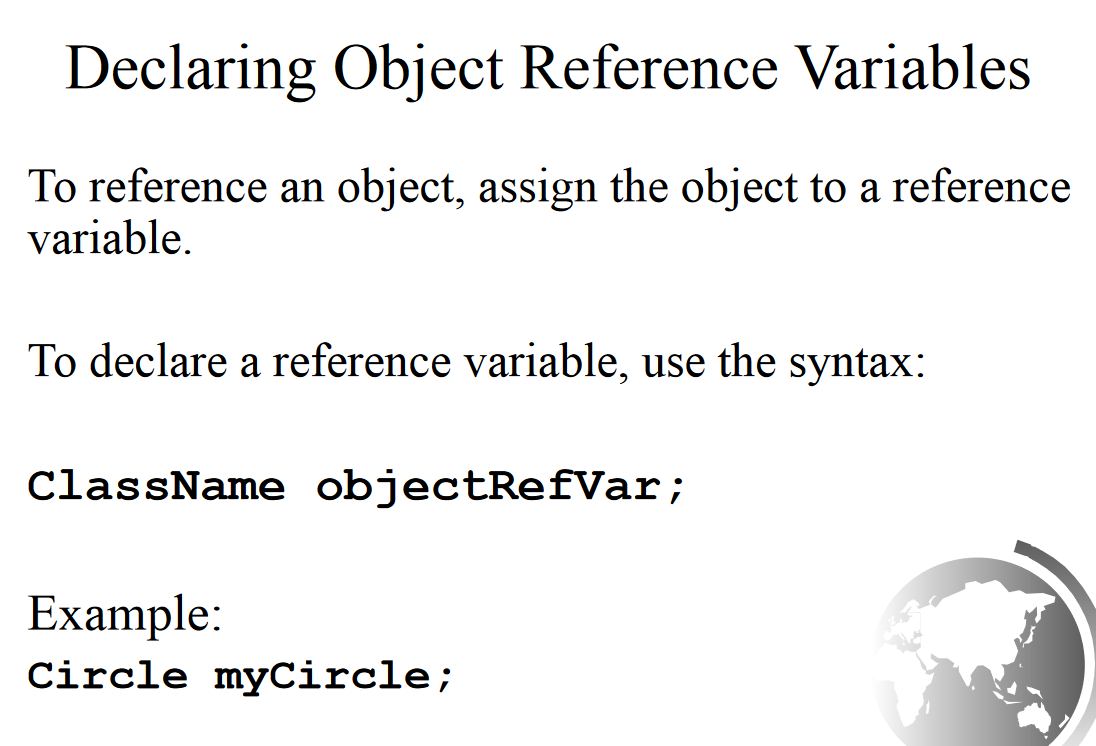 Declaring Object Reference Variables
To reference an object, assign the object to a reference
variable.
To declare a reference variable, use the syntax:
ClassName objectRefVar;
Example:
Circle myCircle;